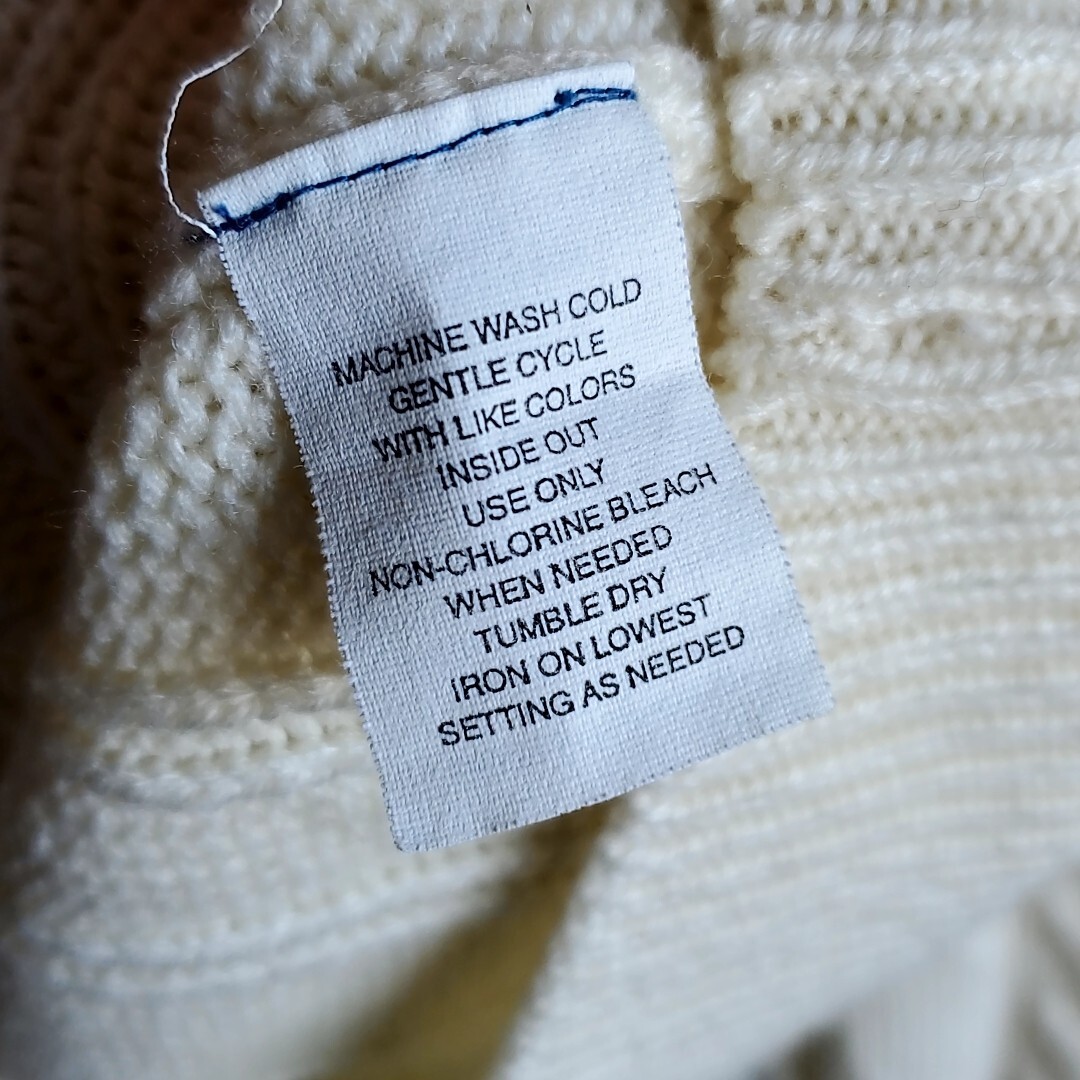 MACHINE WASH COLD
GENTLE CYCLE
WITH LIKE COLORS
INSIDE OUT
USE ONLY
NON-CHLORINE BLEACH
WHEN NEEDED
TUMBLE DRY
IRON ON LOWEST
SETTING AS NEEDED